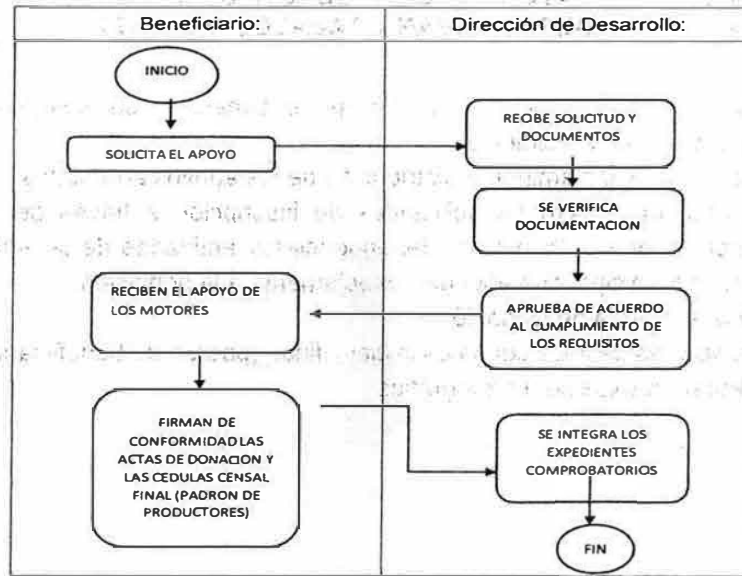 Beneficiario:
Dirección de Desarrollo:
INICIO
SOLICITA EL APOYO
RECIBE SOLICITUD Y
DOCUMENTOS
SE VERIFICA
DOCUMENTACION
APRUEBA DE ACUERDO
AL CUMPLIMIENTO DE
LOS REQUISITOS
RECIBEN EL APOYO DE
LOS MOTORES
FIRMAN DE
CONFORMIDAD LAS
ACTAS DE DONACION Y
LAS CEDULAS CENSAL
FINAL (PADRON DE
PRODUCTORES)
SE INTEGRA LOS
EXPEDIENTES
COMPROBATORIOS
FIN